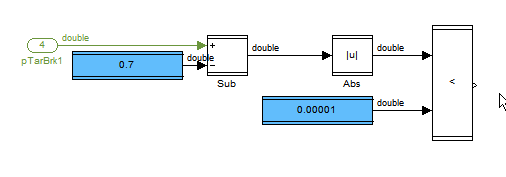 4
double
pTarBrk1
0.7
double
+
−
Sub
double
|u|
Abs
double
0.00001
double
<